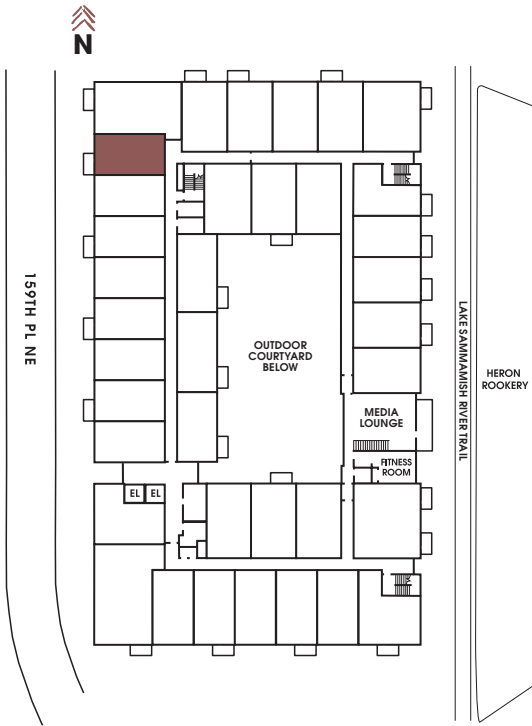 N
159TH PL NE
OUTDOOR
COURTYARD
BELOW
LAKE SAMMAMISH RIVER TRAIL
HERON
ROOKERY
MEDIA
LOUNGE
FITNESS
ROOM
EL EL